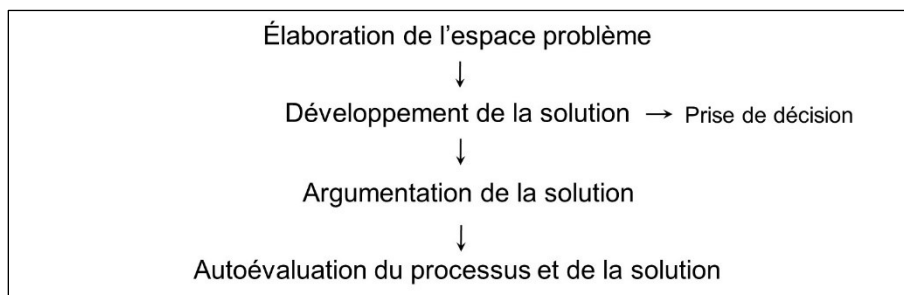 Élaboration de l’espace problème
↓
Développement de la solution → Prise de décision
↓
Argumentation de la solution
↓
Autoévaluation du processus et de la solution